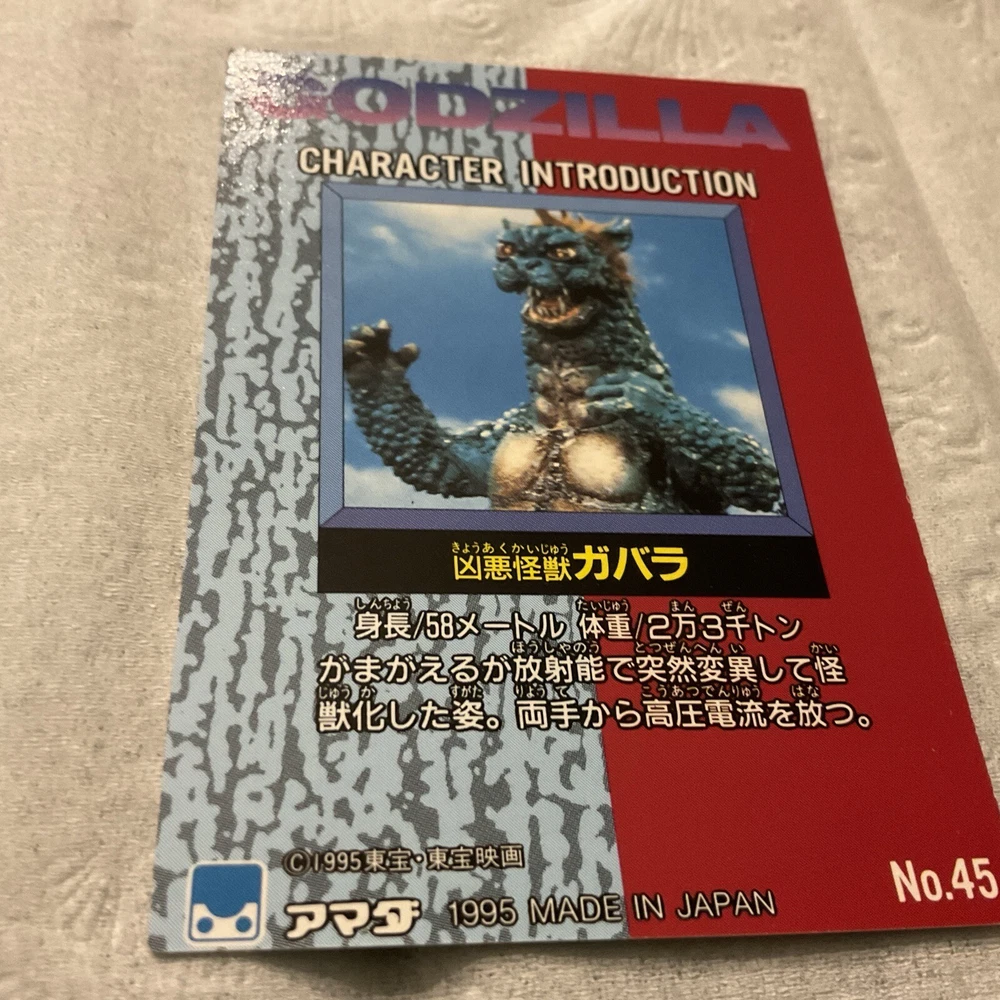 GODZILLA
CHARACTER INTRODUCTION
きょうあくかいじゅう
凶悪怪獣ガバラ
しんちょう たいじゅう まん ぜん
身長/58メートル 体重/2万3千トン
ほうしゃのう とつぜんへんい かい
がまがえるが放射能で突然変異して怪
じゅうか すがた りょうて こうあつでんりゅう はな
獣化した姿。両手から高圧電流を放つ。
©1995東宝・東宝映画
アマダ 1995 MADE IN JAPAN
No.45